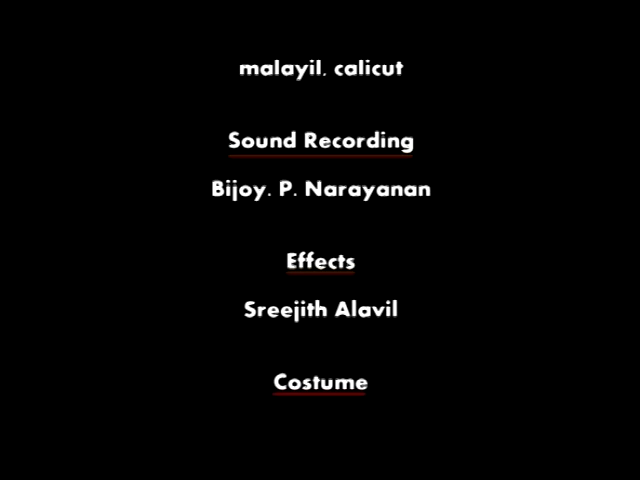 malayil, calicut
Sound Recording
Bijoy. P. Narayanan
Effects
Sreejith Alavil
Costume